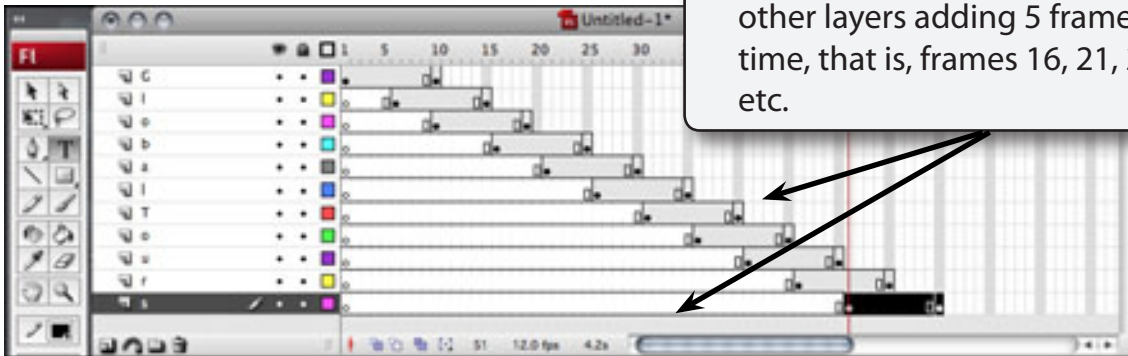 other layers adding 5 frame
time, that is, frames 16, 21,
etc.
Untitled-1*
Fl
1 5 10 15 20 25 30
G
l
o
b
a
l
T
o
u
r
s
51 12.0 fps 4.2s